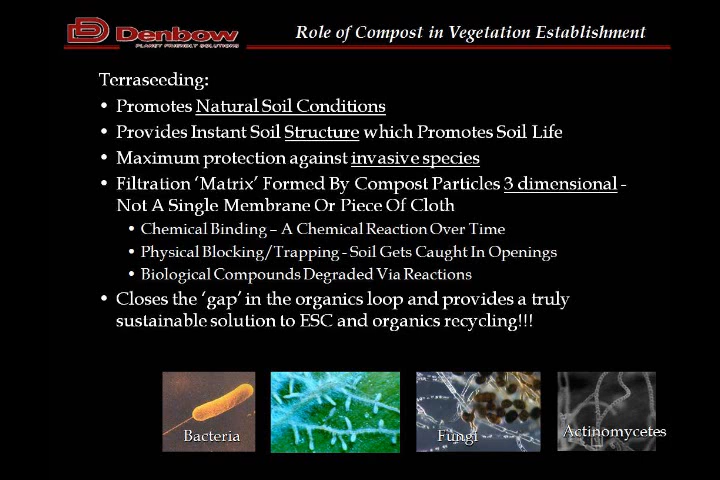 Denbow
PLANET FRIENDLY SOLUTIONS
Role of Compost in Vegetation Establishment
Terraseeding:
• Promotes Natural Soil Conditions
• Provides Instant Soil Structure which Promotes Soil Life
• Maximum protection against invasive species
• Filtration ‘Matrix’ Formed By Compost Particles 3 dimensional -
Not A Single Membrane Or Piece Of Cloth
• Chemical Binding – A Chemical Reaction Over Time
• Physical Blocking/Trapping - Soil Gets Caught In Openings
• Biological Compounds Degraded Via Reactions
• Closes the ‘gap’ in the organics loop and provides a truly
sustainable solution to ESC and organics recycling!!!
Bacteria
Fungi
Actinomycetes